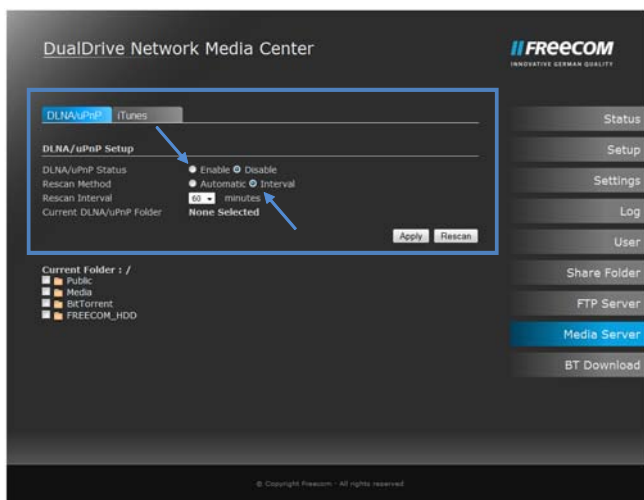 DualDrive Network Media Center
FREECOM
INNOVATIVE GERMAN QUALITY
DLNA/uPnP iTunes
DLNA/uPnP Setup
DLNA/uPnP Status Enable Disable
Rescan Method Automatic Interval
Rescan Interval 60 minutes
Current DLNA/uPnP Folder None Selected
Apply Rescan
Current Folder : /
Public
Media
BitTorrent
FREECOM_HDD
Status
Setup
Settings
Log
User
Share Folder
FTP Server
Media Server
BT Download
© Copyright Freecom - All rights reserved